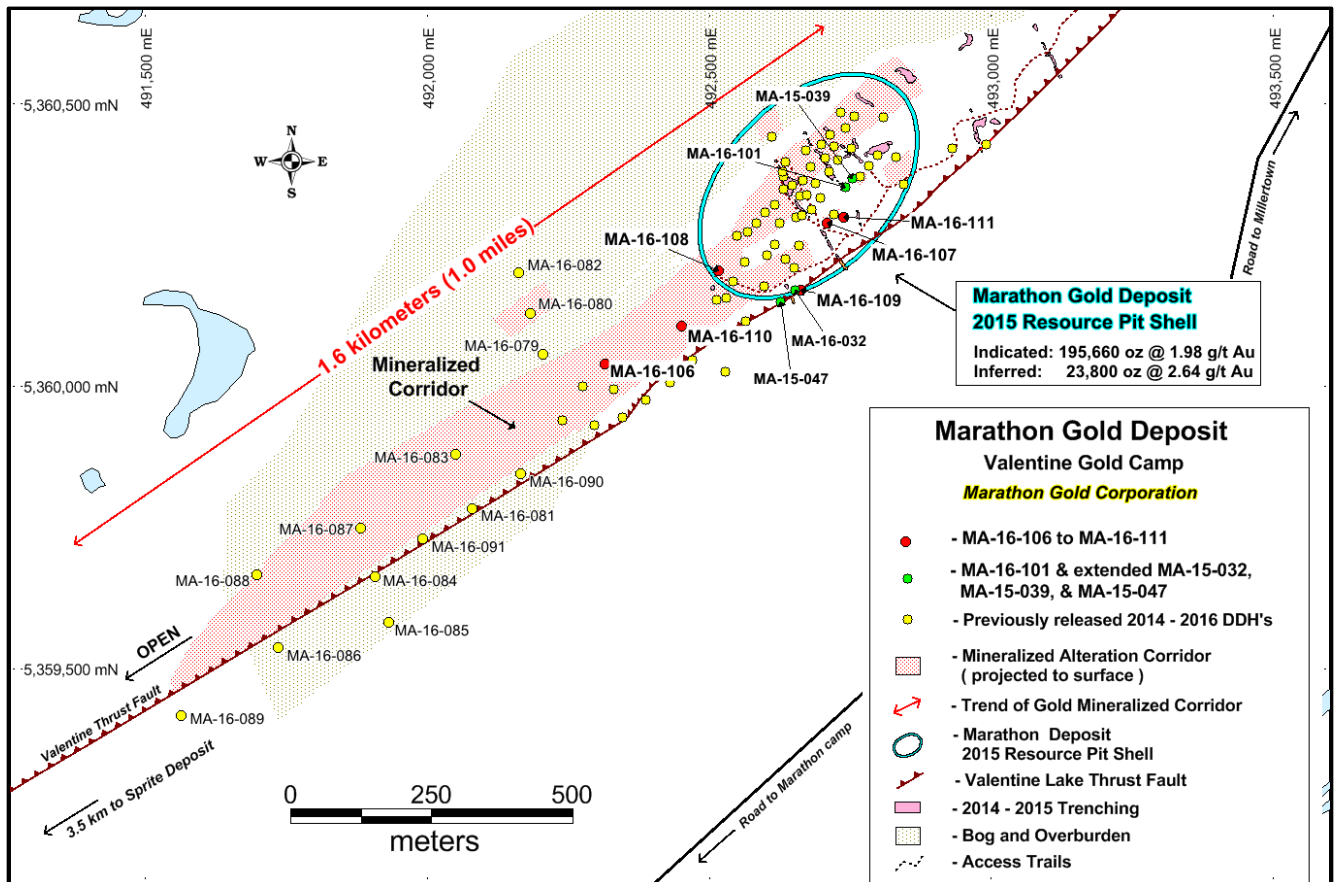 491,500 mE
492,000 mE
492,500 mE
493,000 mE
493,500 mE
5,360,500 mN
5,360,000 mN
5,359,500 mN
N
W
E
S
1.6 kilometers (1.0 miles)
MA-15-039
MA-16-101
MA-16-111
MA-16-107
MA-16-108
MA-16-109
MA-16-032
MA-15-047
MA-16-110
MA-16-106
MA-16-082
MA-16-080
MA-16-079
Mineralized
Corridor
MA-16-083
MA-16-090
MA-16-081
MA-16-087
MA-16-091
MA-16-088
MA-16-084
MA-16-085
MA-16-086
MA-16-089
OPEN
Valentine Thrust Fault
3.5 km to Sprite Deposit
Road to Millertown
Road to Marathon camp
0 250 500
meters
Marathon Gold Deposit
2015 Resource Pit Shell
Indicated: 195,660 oz @ 1.98 g/t Au
Inferred: 23,800 oz @ 2.64 g/t Au
Marathon Gold Deposit
Valentine Gold Camp
Marathon Gold Corporation
- MA-16-106 to MA-16-111
- MA-16-101 & extended MA-15-032,
MA-15-039, & MA-15-047
- Previously released 2014 - 2016 DDH's
- Mineralized Alteration Corridor
( projected to surface )
- Trend of Gold Mineralized Corridor
- Marathon Deposit
2015 Resource Pit Shell
- Valentine Lake Thrust Fault
- 2014 - 2015 Trenching
- Bog and Overburden
- Access Trails